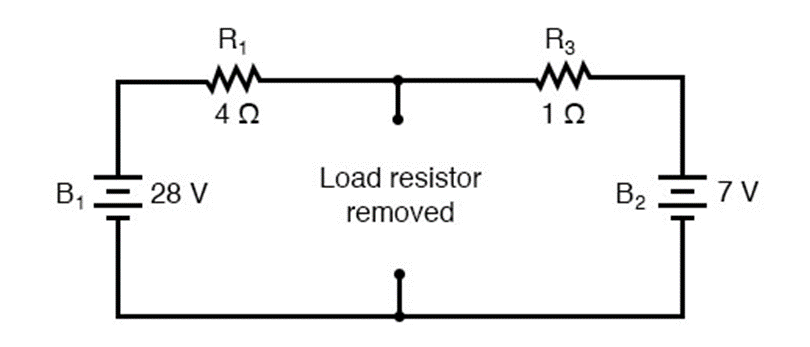 R₁
4 Ω
R₃
1 Ω
B₁
28 V
Load resistor
removed
B₂
7 V